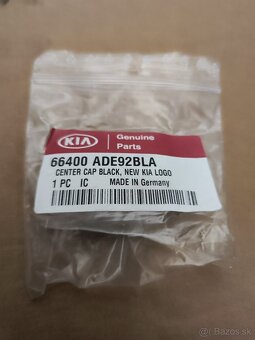 KIA
Genuine
Parts
66400 ADE92BLA
CENTER CAP BLACK, NEW KIA LOGO
1 PC IC MADE IN Germany
© Bazos.sk